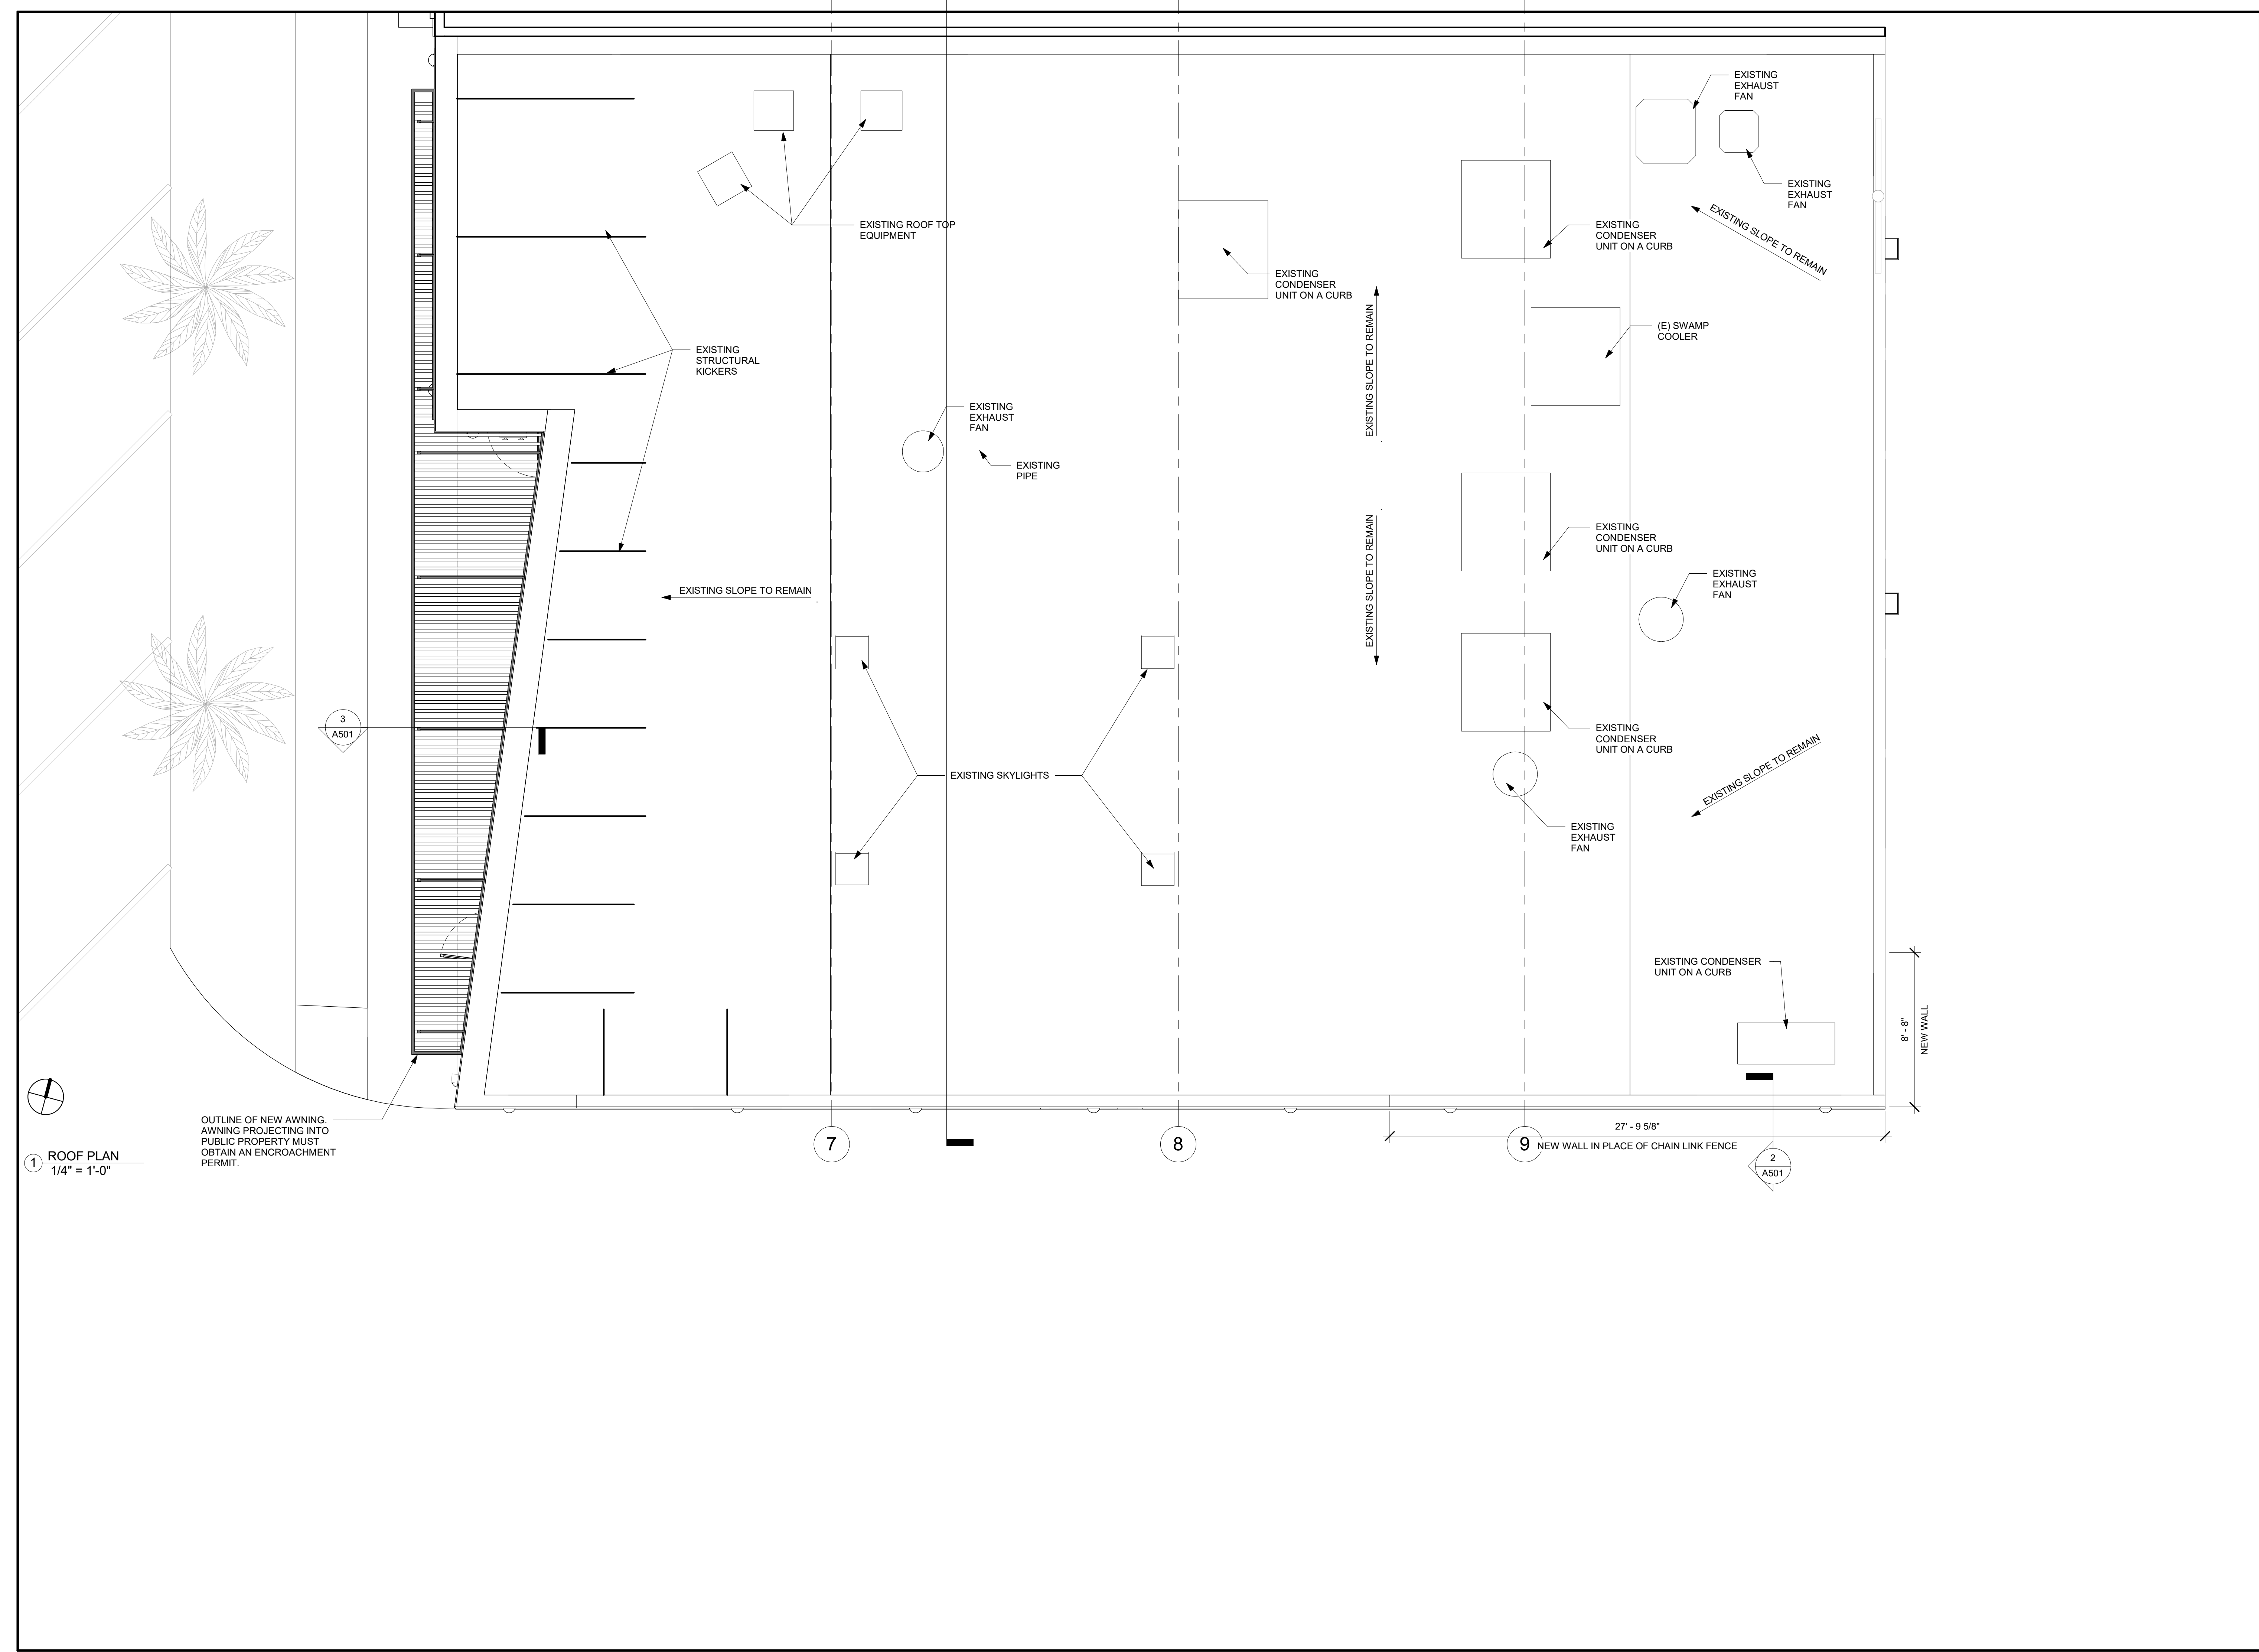 EXISTING
EXHAUST
FAN
EXISTING
EXHAUST
FAN
EXISTING SLOPE TO REMAIN
EXISTING ROOF TOP
EQUIPMENT
EXISTING
CONDENSER
UNIT ON A CURB
EXISTING
CONDENSER
UNIT ON A CURB
(E) SWAMP
COOLER
EXISTING
STRUCTURAL
KICKERS
EXISTING SLOPE TO REMAIN
EXISTING
EXHAUST
FAN
EXISTING
PIPE
EXISTING SLOPE TO REMAIN
EXISTING
CONDENSER
UNIT ON A CURB
EXISTING
EXHAUST
FAN
EXISTING SLOPE TO REMAIN
3
A501
EXISTING SKYLIGHTS
EXISTING
CONDENSER
UNIT ON A CURB
EXISTING SLOPE TO REMAIN
EXISTING
EXHAUST
FAN
EXISTING CONDENSER
UNIT ON A CURB
8' - 8"
NEW WALL
OUTLINE OF NEW AWNING.
AWNING PROJECTING INTO
PUBLIC PROPERTY MUST
OBTAIN AN ENCROACHMENT
PERMIT.
7
8
9
27' - 9 5/8"
NEW WALL IN PLACE OF CHAIN LINK FENCE
2
A501
1
ROOF PLAN
1/4" = 1'-0"